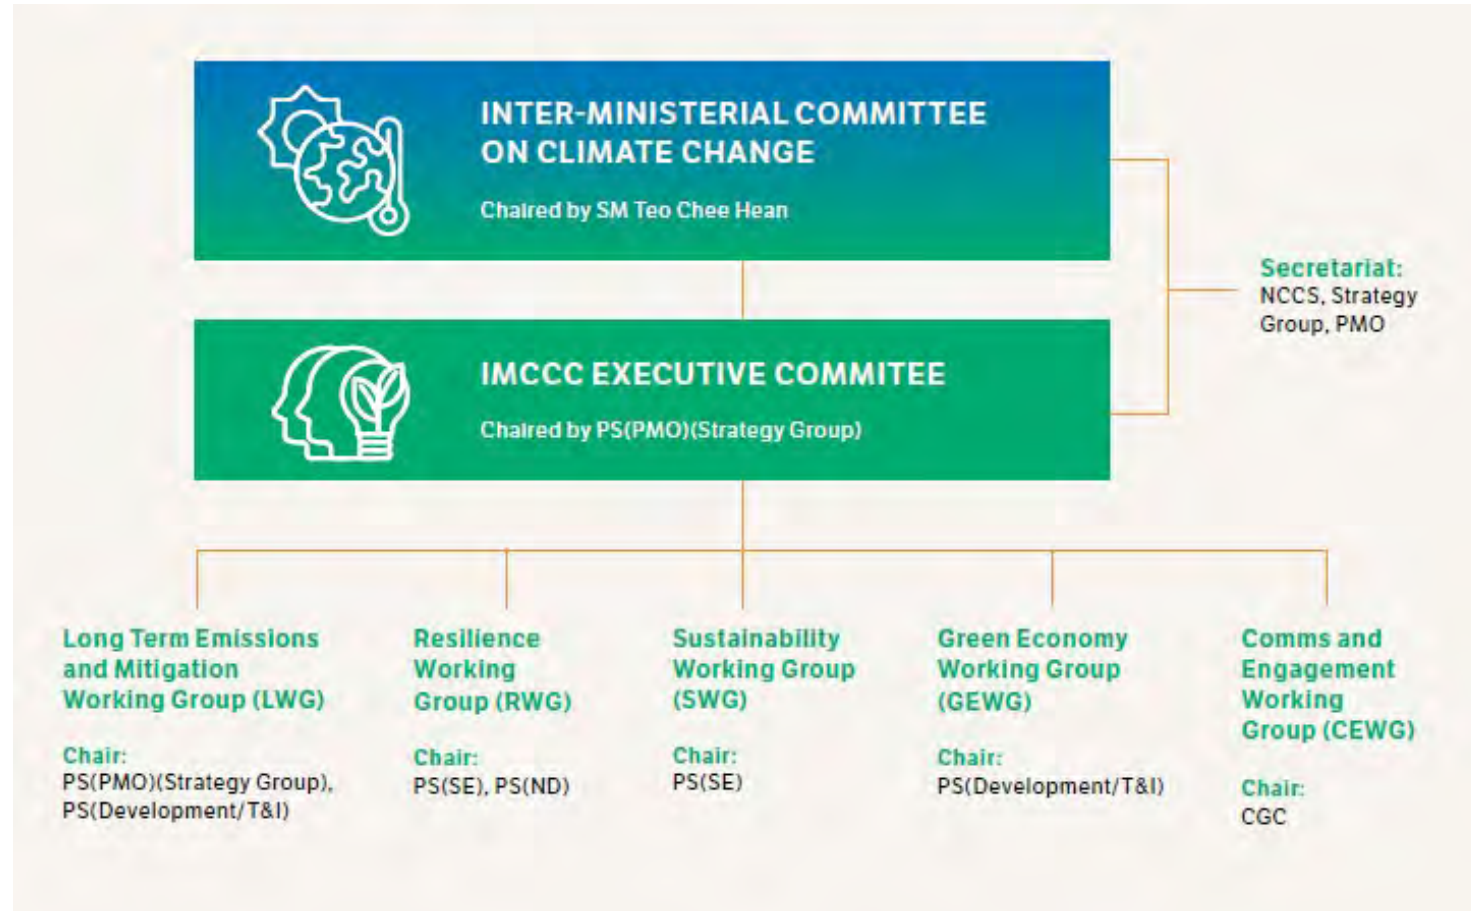 INTER-MINISTERIAL COMMITTEE
ON CLIMATE CHANGE
Chaired by SM Teo Chee Hean
Secretariat:
NCCS, Strategy
Group, PMO
IMCCC EXECUTIVE COMMITEE
Chaired by PS(PMO)(Strategy Group)
Long Term Emissions
and Mitigation
Working Group (LWG)
Chair:
PS(PMO)(Strategy Group),
PS(Development/T&I)
Resilience
Working
Group (RWG)
Chair:
PS(SE), PS(ND)
Sustainability
Working Group
(SWG)
Chair:
PS(SE)
Green Economy
Working Group
(GEWG)
Chair:
PS(Development/T&I)
Comms and
Engagement
Working
Group (CEWG)
Chair:
CGC